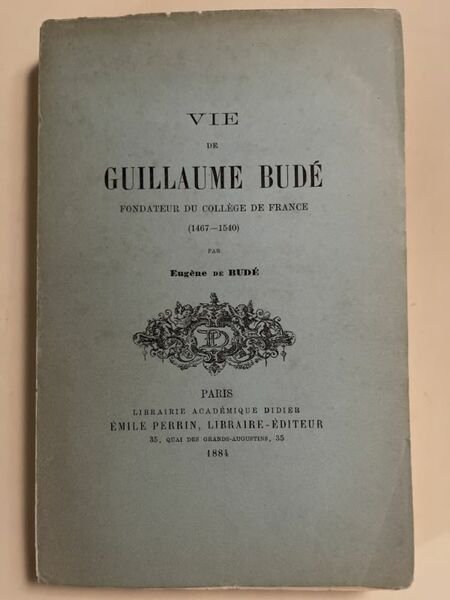 VIE
DE
GUILLAUME BUDÉ
FONDATEUR DU COLLÈGE DE FRANCE
(1467—1540)
PAR
Eugène DE BUDÉ
PARIS
LIBRAIRIE ACADÉMIQUE DIDIER
ÉMILE PERRIN, LIBRAIRE-ÉDITEUR
35, QUAI DES GRANDS-AUGUSTINS, 35
1884